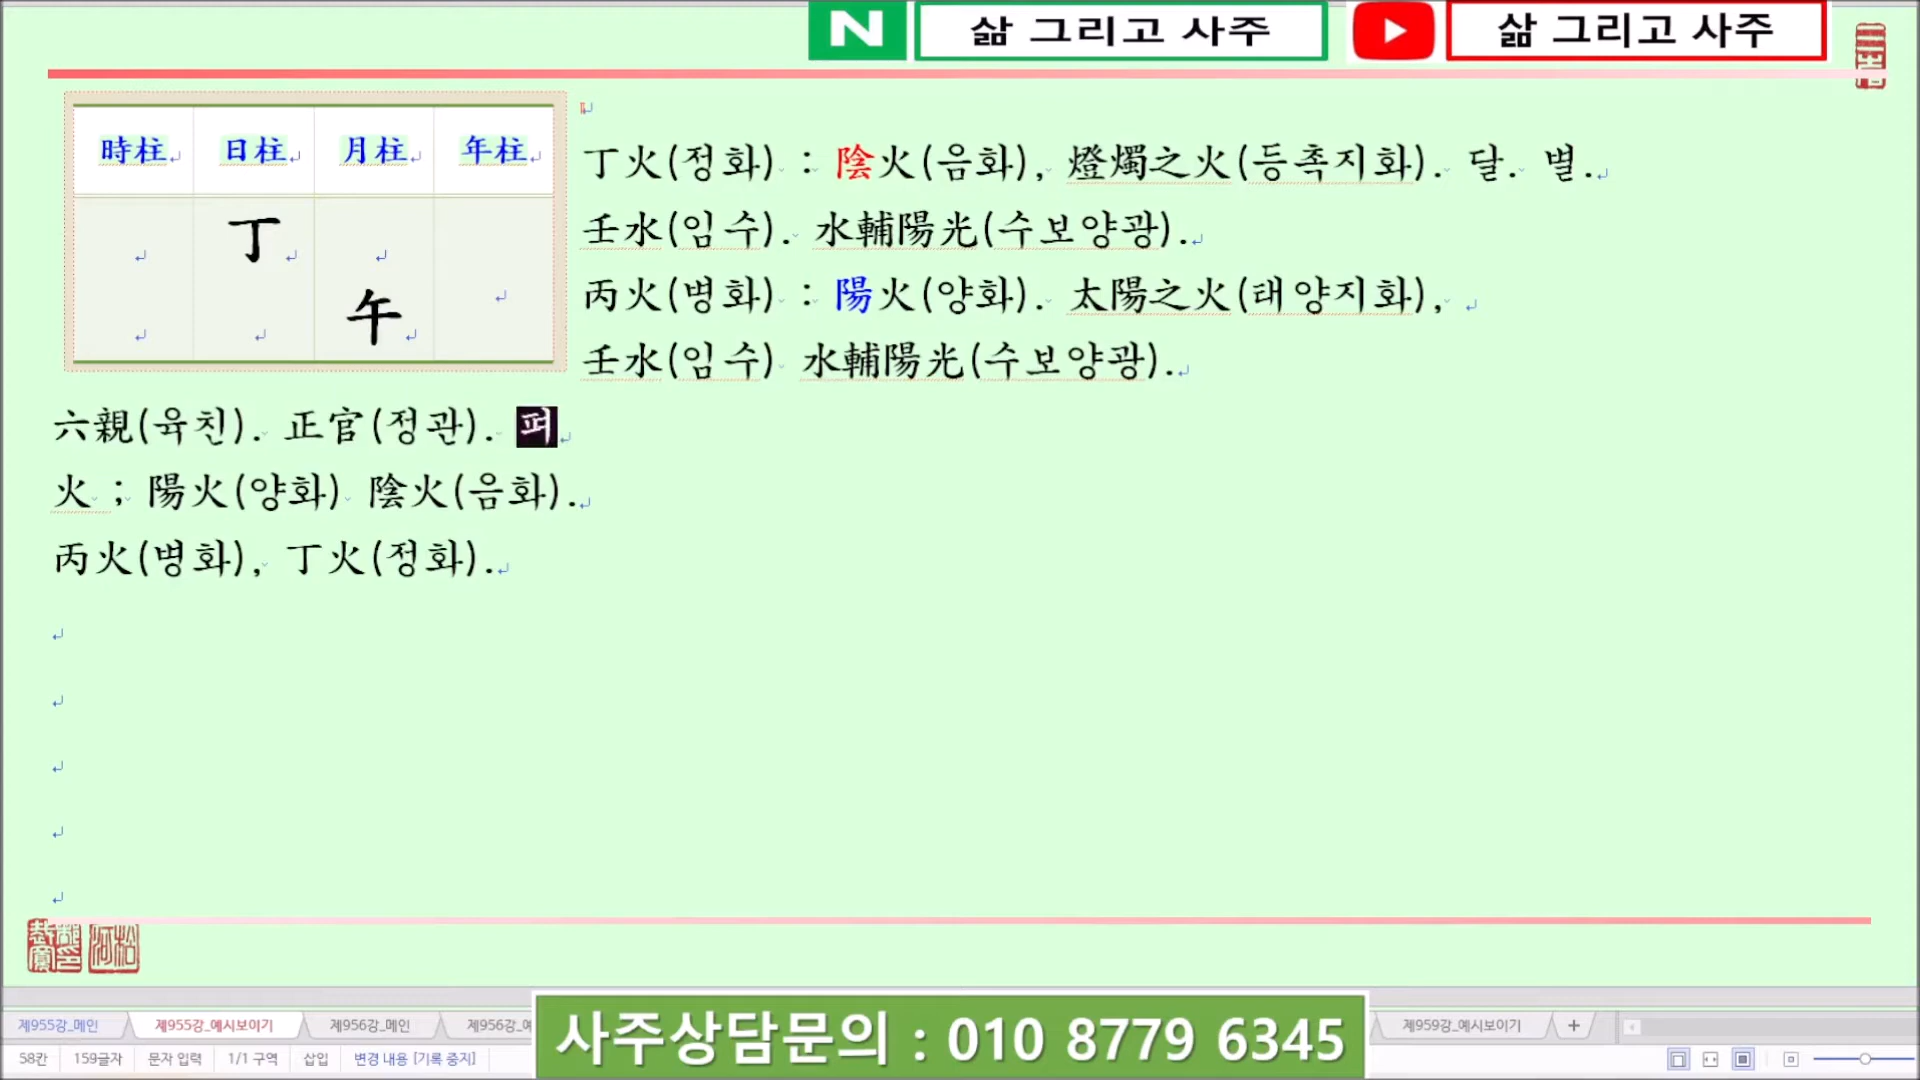 N 삶 그리고 사주 삶 그리고 사주
時柱 日柱 月柱 年柱
丁
午
丁火(정화) : 陰火(음화), 燈燭之火(등촉지화). 달. 별.
壬水(임수). 水輔陽光(수보양광).
丙火(병화) : 陽火(양화). 太陽之火(태양지화),
壬水(임수) 水輔陽光(수보양광).
六親(육친). 正官(정관). 펴
火 ; 陽火(양화) 陰火(음화).
丙火(병화), 丁火(정화).
제955강_메인 제955강_예시보이기 제956강_메인 제956강_예 제959강_예시보이기 +
58칸 159글자 문자 입력 1/1 구역 삽입 변경 내용 [기록 중지]
사주상담문의 : 010 8779 6345